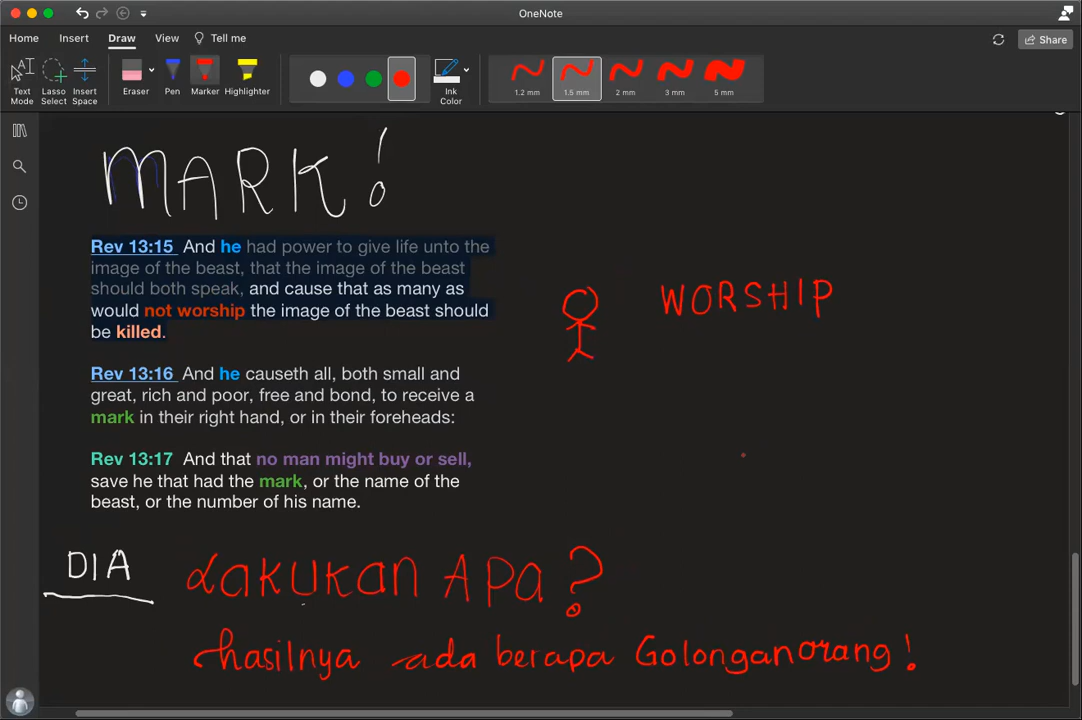 OneNote
Home Insert Draw View Tell me
Share
Text Mode
Lasso Select
Insert Space
Eraser
Pen
Marker
Highlighter
Ink Color
1.2 mm
1.5 mm
2 mm
3 mm
5 mm
MARK!
Rev 13:15 And he had power to give life unto the
image of the beast, that the image of the beast
should both speak, and cause that as many as
would not worship the image of the beast should
be killed.
WORSHIP
Rev 13:16 And he causeth all, both small and
great, rich and poor, free and bond, to receive a
mark in their right hand, or in their foreheads:
Rev 13:17 And that no man might buy or sell,
save he that had the mark, or the name of the
beast, or the number of his name.
DIA LakUKan APa?
hasilnya ada berapa Golongan orang!